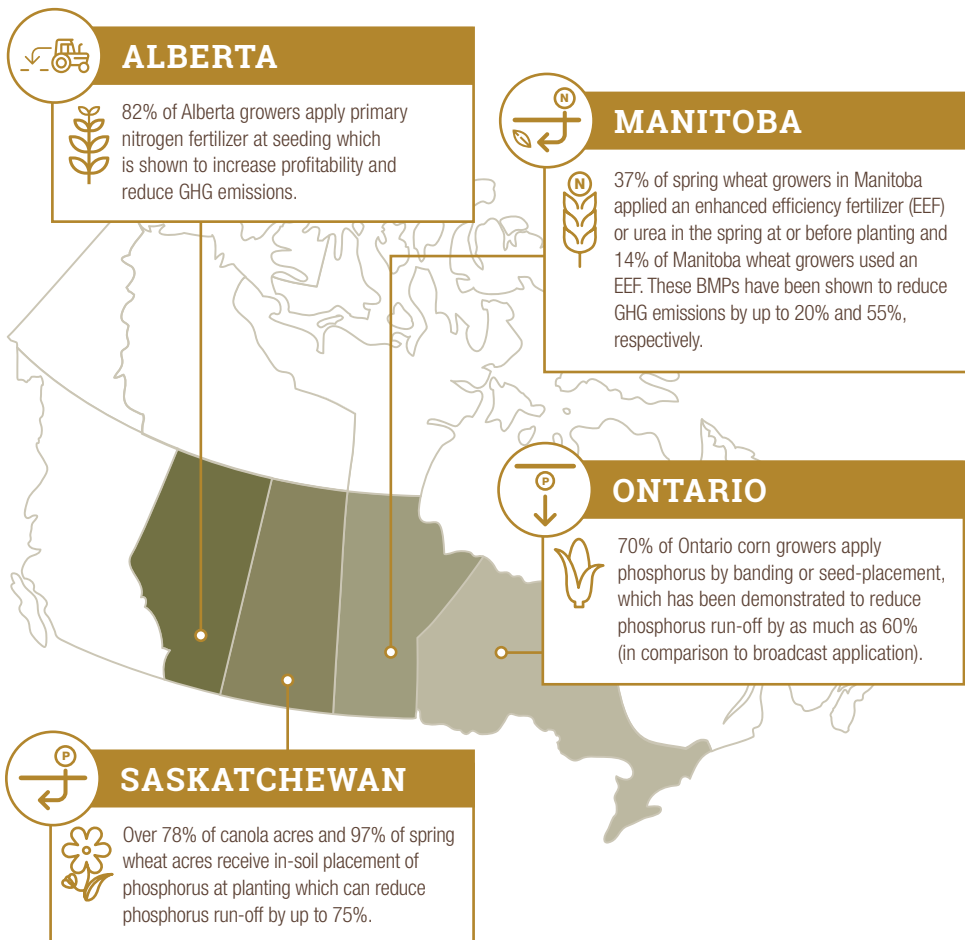 ALBERTA
82% of Alberta growers apply primary
nitrogen fertilizer at seeding which
is shown to increase profitability and
reduce GHG emissions.
N
MANITOBA
N
37% of spring wheat growers in Manitoba
applied an enhanced efficiency fertilizer (EEF)
or urea in the spring at or before planting and
14% of Manitoba wheat growers used an
EEF. These BMPs have been shown to reduce
GHG emissions by up to 20% and 55%,
respectively.
P
ONTARIO
70% of Ontario corn growers apply
phosphorus by banding or seed-placement,
which has been demonstrated to reduce
phosphorus run-off by as much as 60%
(in comparison to broadcast application).
P
SASKATCHEWAN
Over 78% of canola acres and 97% of spring
wheat acres receive in-soil placement of
phosphorus at planting which can reduce
phosphorus run-off by up to 75%.